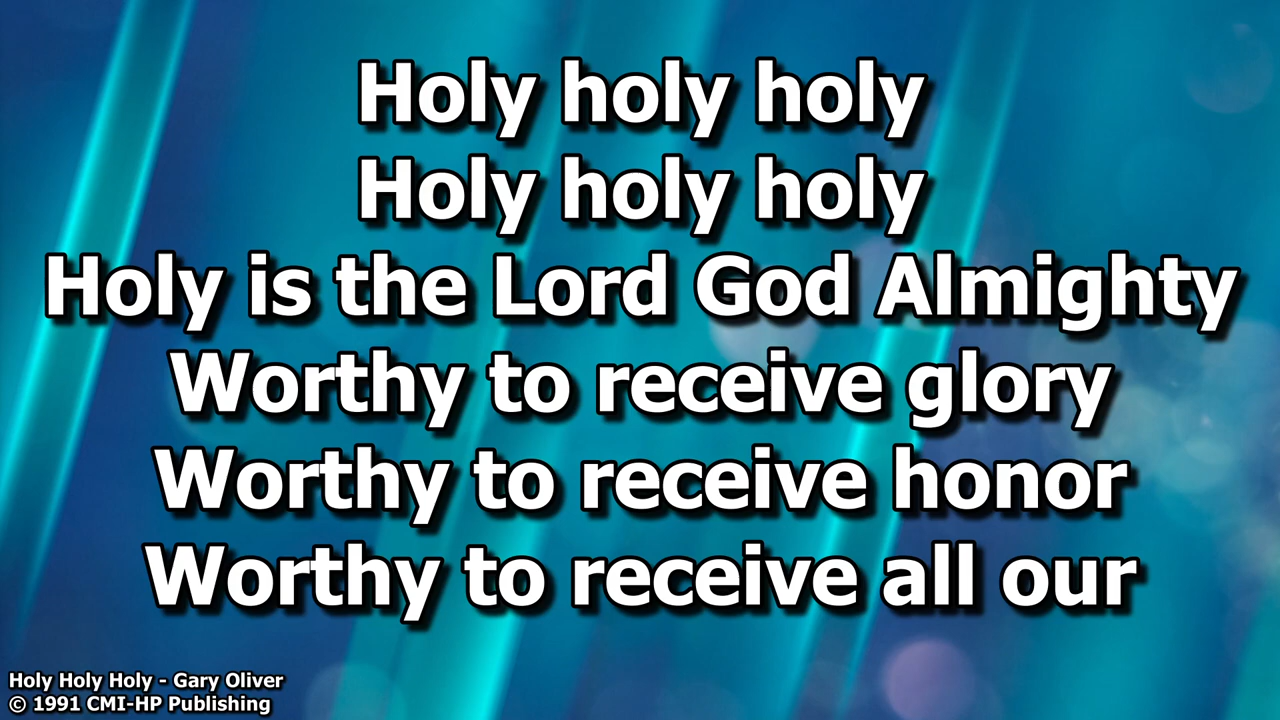 Holy holy holy
Holy holy holy
Holy is the Lord God Almighty
Worthy to receive glory
Worthy to receive honor
Worthy to receive all our
Holy Holy Holy - Gary Oliver
© 1991 CMI-HP Publishing